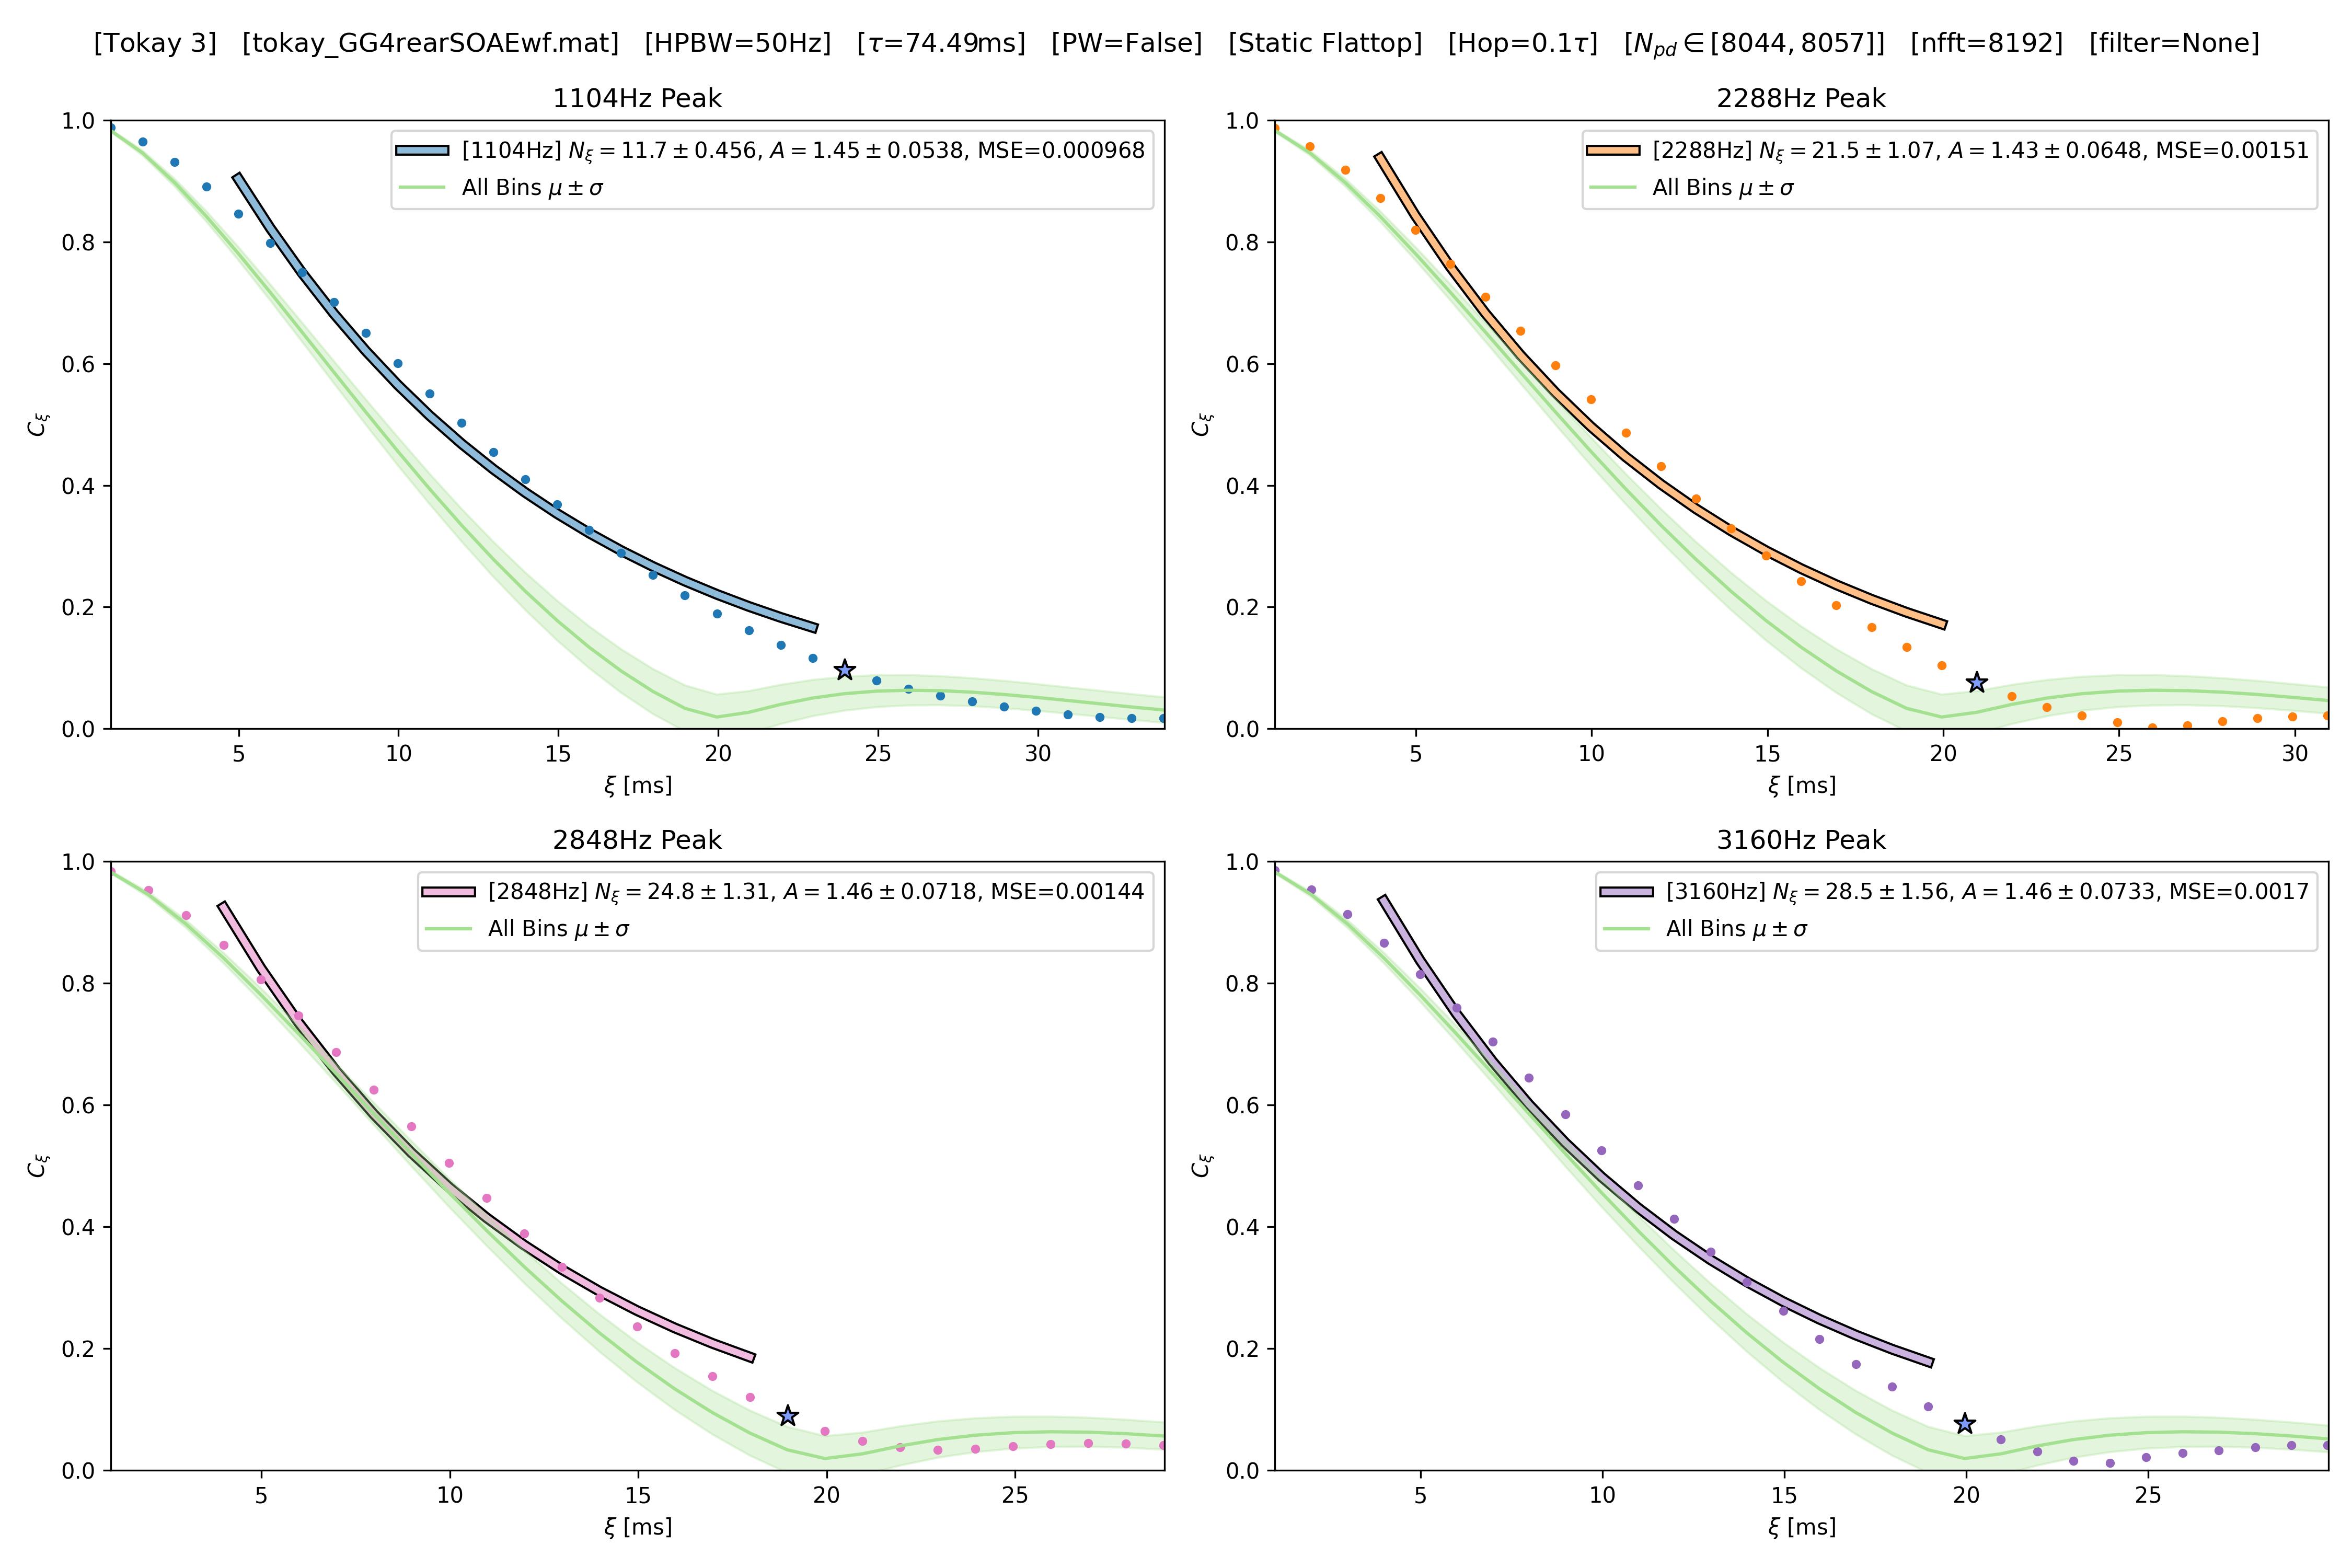 [Tokay 3] [tokay_GG4rearSOAEwf.mat] [HPBW=50Hz] [τ=74.49ms] [PW=False] [Static Flattop] [Hop=0.1τ] [N_pd ∈ [8044, 8057]] [nfft=8192] [filter=None]
1104Hz Peak
[1104Hz] N_ξ = 11.7 ± 0.456, A = 1.45 ± 0.0538, MSE=0.000968
All Bins μ ± σ
1.0
0.8
0.6
0.4
0.2
0.0
C_ξ
5 10 15 20 25 30
ξ [ms]
2288Hz Peak
[2288Hz] N_ξ = 21.5 ± 1.07, A = 1.43 ± 0.0648, MSE=0.00151
All Bins μ ± σ
1.0
0.8
0.6
0.4
0.2
0.0
C_ξ
5 10 15 20 25 30
ξ [ms]
2848Hz Peak
[2848Hz] N_ξ = 24.8 ± 1.31, A = 1.46 ± 0.0718, MSE=0.00144
All Bins μ ± σ
1.0
0.8
0.6
0.4
0.2
0.0
C_ξ
5 10 15 20 25
ξ [ms]
3160Hz Peak
[3160Hz] N_ξ = 28.5 ± 1.56, A = 1.46 ± 0.0733, MSE=0.0017
All Bins μ ± σ
1.0
0.8
0.6
0.4
0.2
0.0
C_ξ
5 10 15 20 25
ξ [ms]